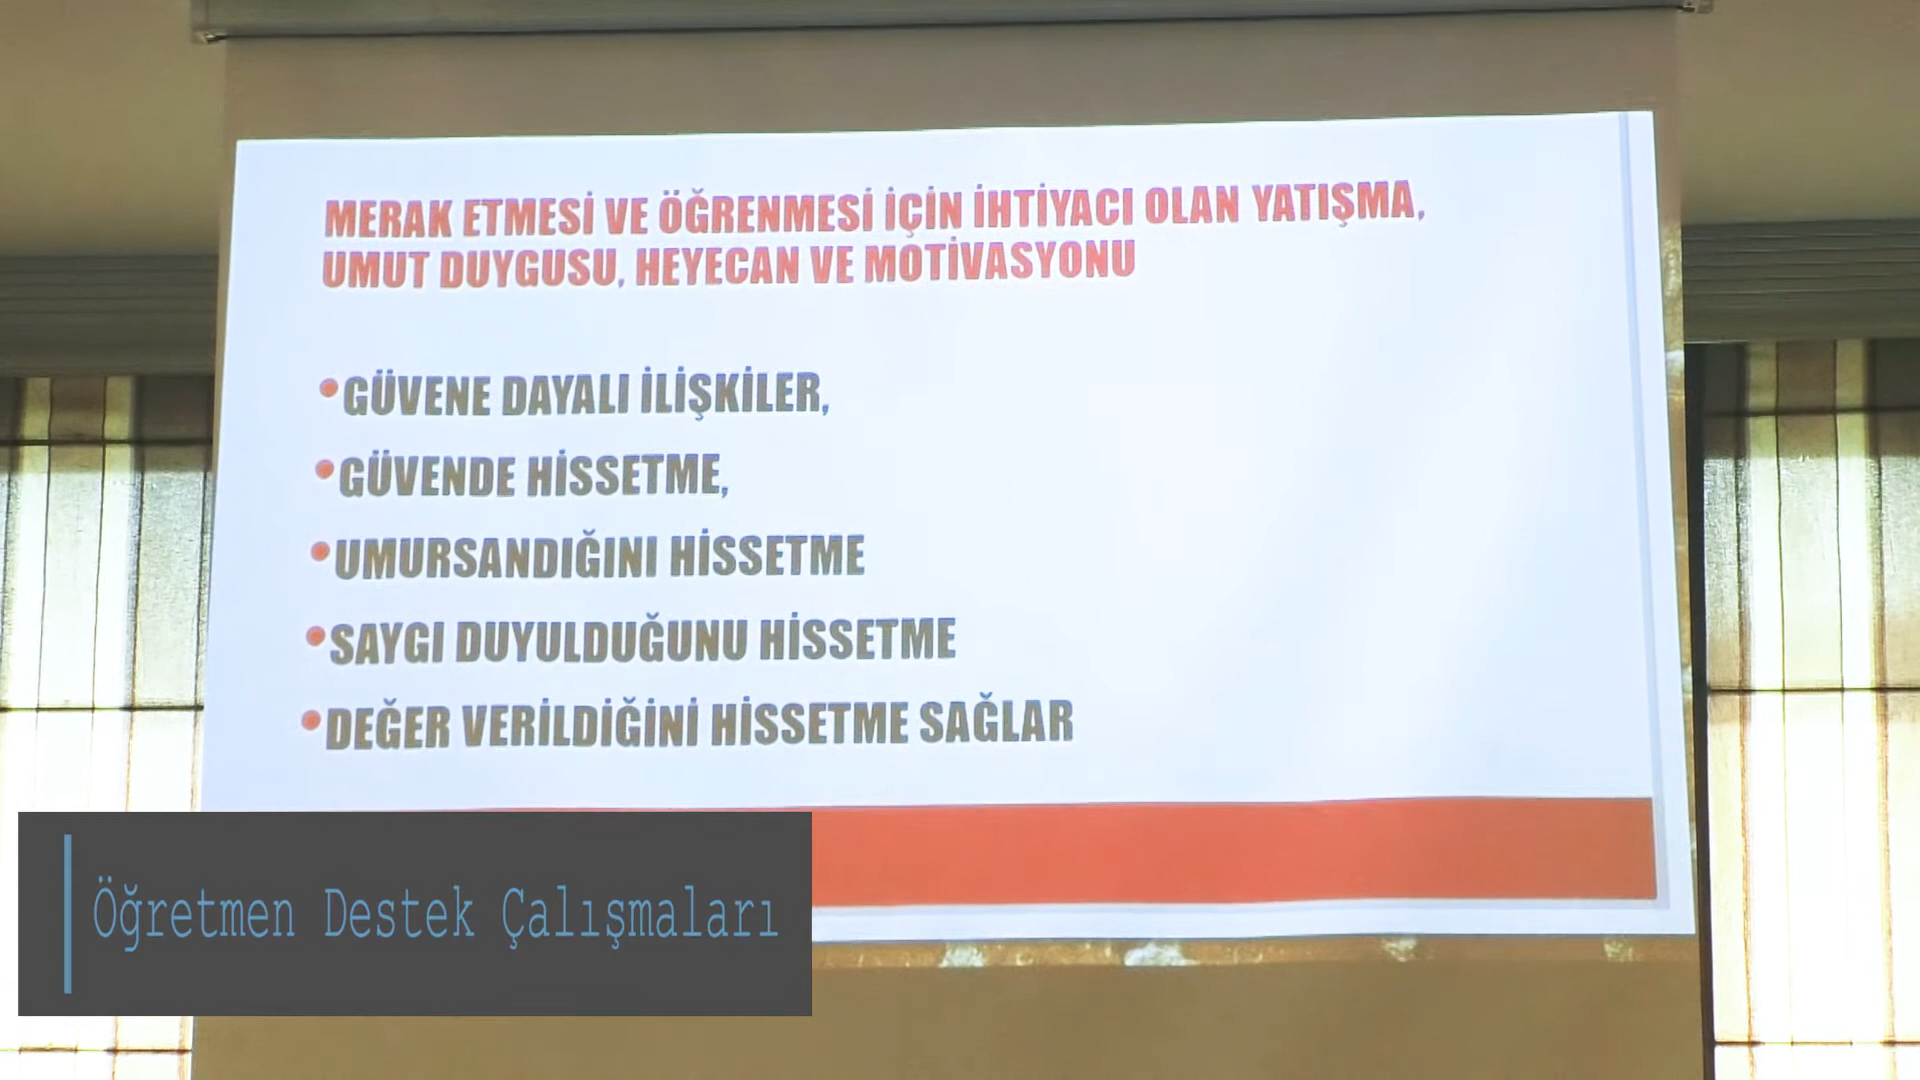 MERAK ETMESİ VE ÖĞRENMESİ İÇİN İHTİYACI OLAN YATIŞMA,
UMUT DUYGUSU, HEYECAN VE MOTİVASYONU
•GÜVENE DAYALI İLİŞKİLER,
•GÜVENDE HİSSETME,
•UMURSANDIĞINI HİSSETME
•SAYGI DUYULDUĞUNU HİSSETME
•DEĞER VERİLDİĞİNİ HİSSETME SAĞLAR
Öğretmen Destek Çalışmaları